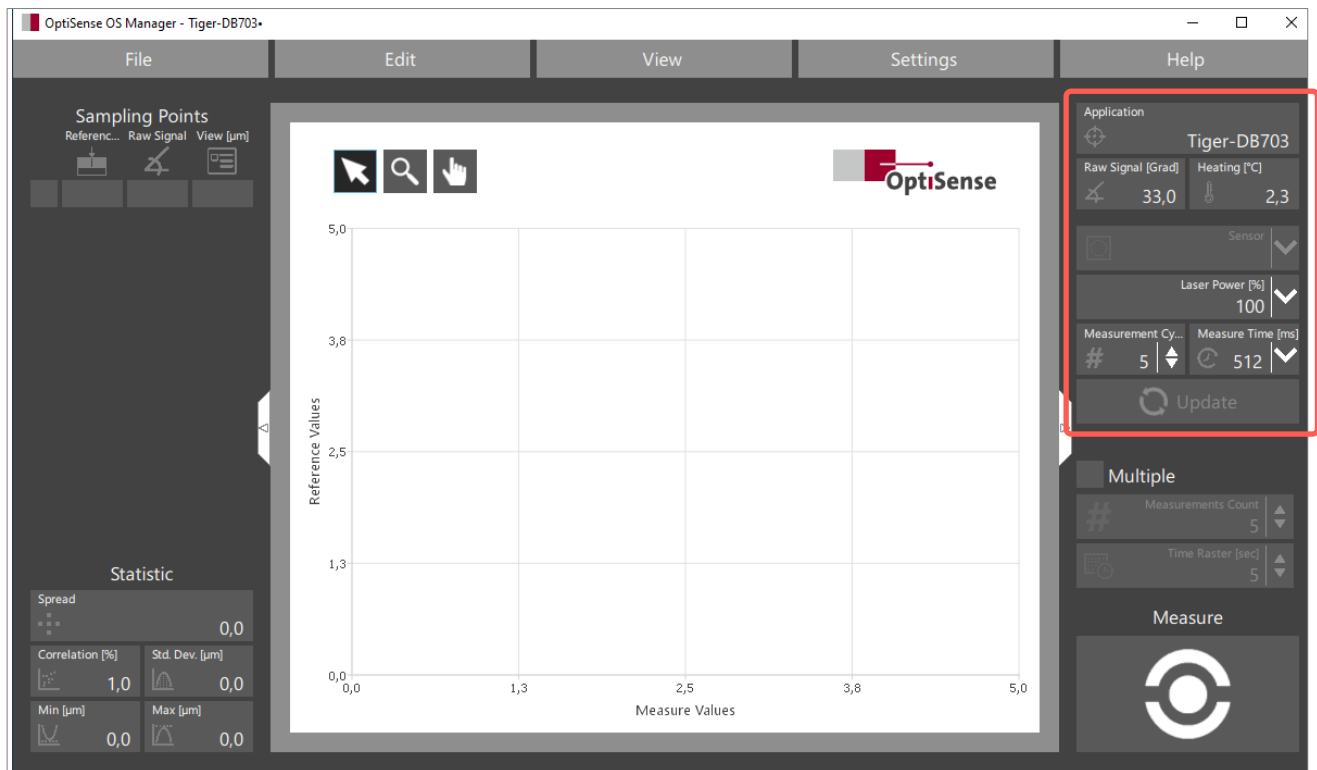 OptiSense OS Manager - Tiger-DB703•
File Edit View Settings Help
Sampling Points
Referenc... Raw Signal View [µm]
OptiSense
5,0
3,8
2,5
1,3
0,0
0,0 1,3 2,5 3,8 5,0
Reference Values
Measure Values
Statistic
Spread
0,0
Correlation [%] Std. Dev. [µm]
1,0 0,0
Min [µm] Max [µm]
0,0 0,0
Application
Tiger-DB703
Raw Signal [Grad] Heating [°C]
33,0 2,3
Sensor
Laser Power [%]
100
Measurement Cy... Measure Time [ms]
# 5 512
Update
Multiple
Measurements Count
# 5
Time Raster [sec]
5
Measure